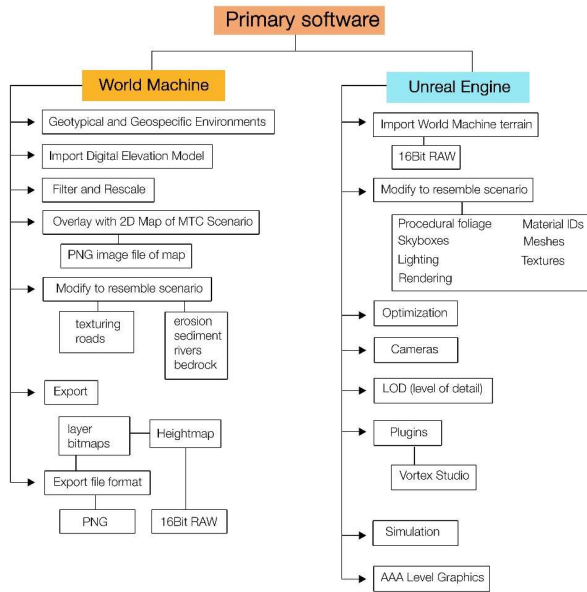 Primary software
World Machine
Geotypical and Geospecific Environments
Import Digital Elevation Model
Filter and Rescale
Overlay with 2D Map of MTC Scenario
PNG image file of map
Modify to resemble scenario
texturing
roads
erosion
sediment
rivers
bedrock
Export
layer
bitmaps
Heightmap
Export file format
PNG
16Bit RAW
Unreal Engine
Import World Machine terrain
16Bit RAW
Modify to resemble scenario
Procedural foliage
Skyboxes
Lighting
Rendering
Material IDs
Meshes
Textures
Optimization
Cameras
LOD (level of detail)
Plugins
Vortex Studio
Simulation
AAA Level Graphics